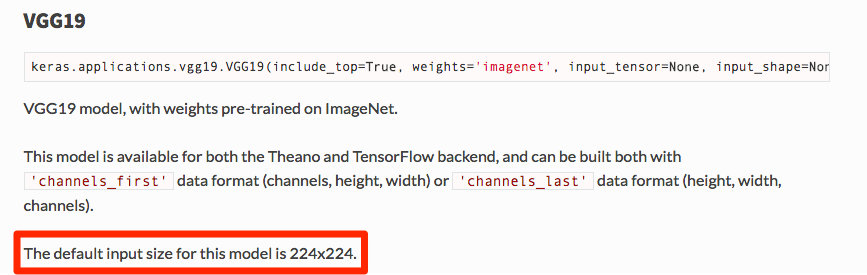 VGG19
keras.applications.vgg19.VGG19(include_top=True, weights='imagenet', input_tensor=None, input_shape=Non
VGG19 model, with weights pre-trained on ImageNet.
This model is available for both the Theano and TensorFlow backend, and can be built both with
'channels_first' data format (channels, height, width) or 'channels_last' data format (height, width,
channels).
The default input size for this model is 224x224.